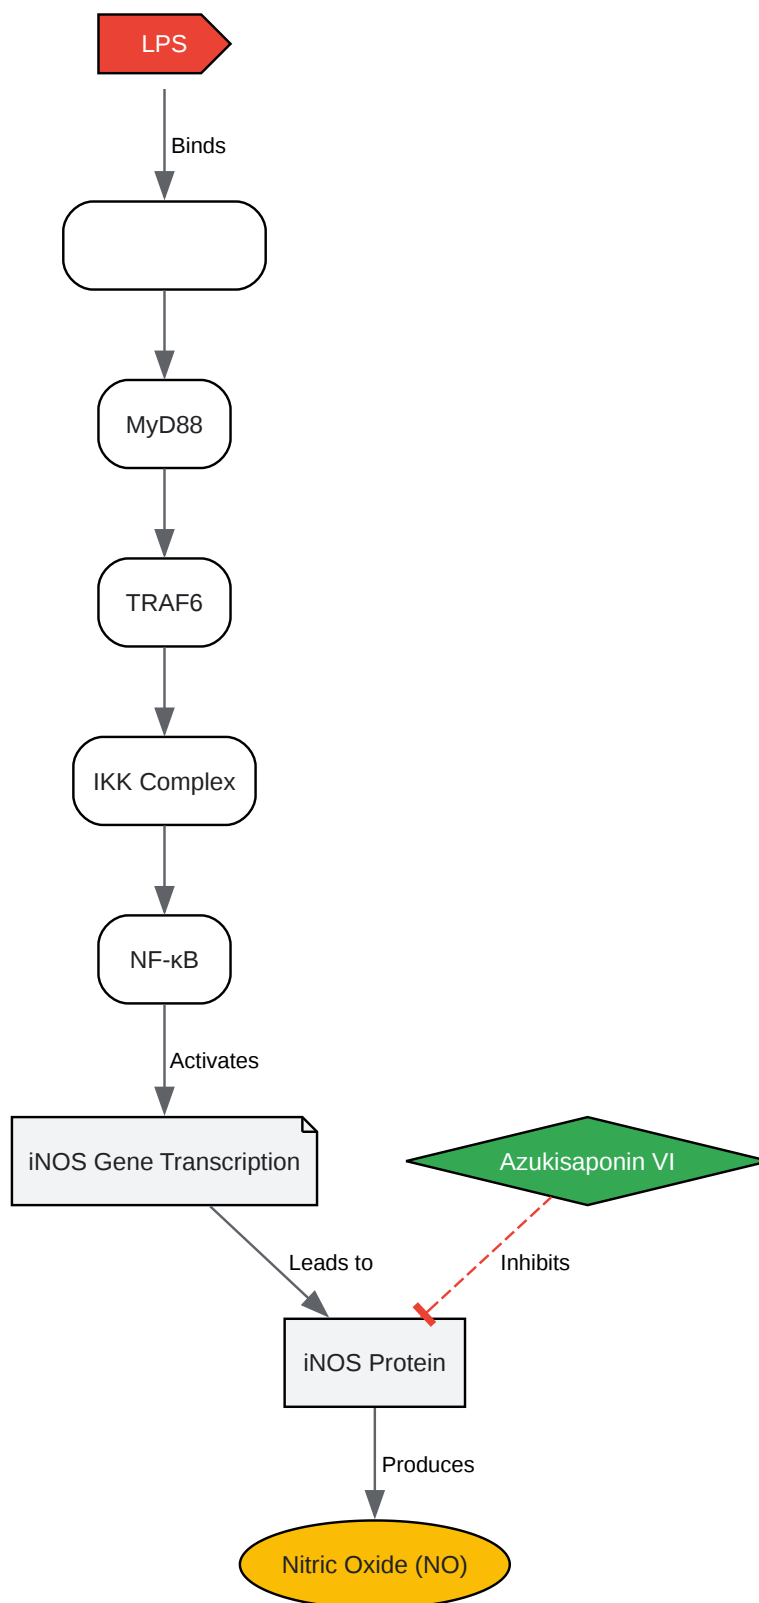 LPS
Binds
MyD88
TRAF6
IKK Complex
NF-κB
Activates
iNOS Gene Transcription
Azukisaponin VI
Leads to
Inhibits
iNOS Protein
Produces
Nitric Oxide (NO)